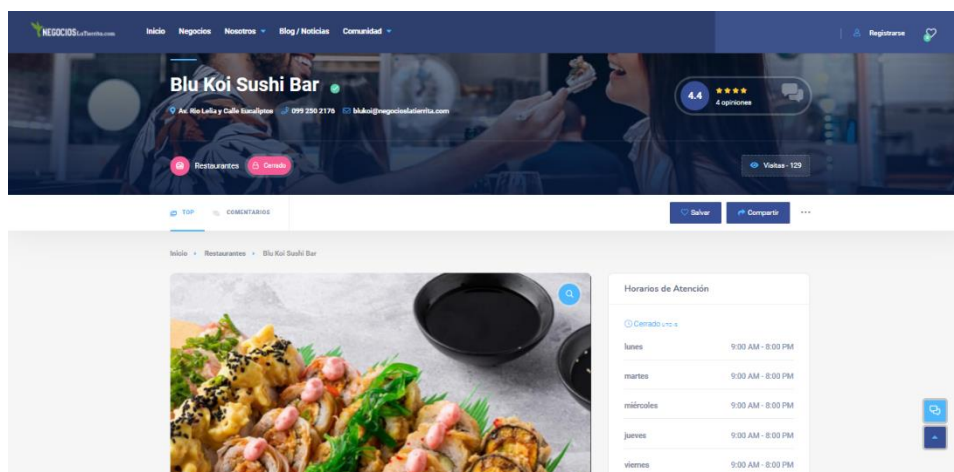 NEGOCIOSLaTierrita.com Inicio Negocios Nosotros Blog / Noticias Comunidad Registrarse
Blu Koi Sushi Bar
Av. Rio Lelia y Calle Eucaliptos 099 250 2176 blukoi@negocioslatierrita.com
4.4
4 opiniones
Restaurantes Cerrado
Visitas - 129
TOP COMENTARIOS Salvar Compartir
Inicio Restaurantes Blu Koi Sushi Bar
Horarios de Atención
Cerrado
lunes 9:00 AM - 8:00 PM
martes 9:00 AM - 8:00 PM
miércoles 9:00 AM - 8:00 PM
jueves 9:00 AM - 8:00 PM
viernes 9:00 AM - 8:00 PM